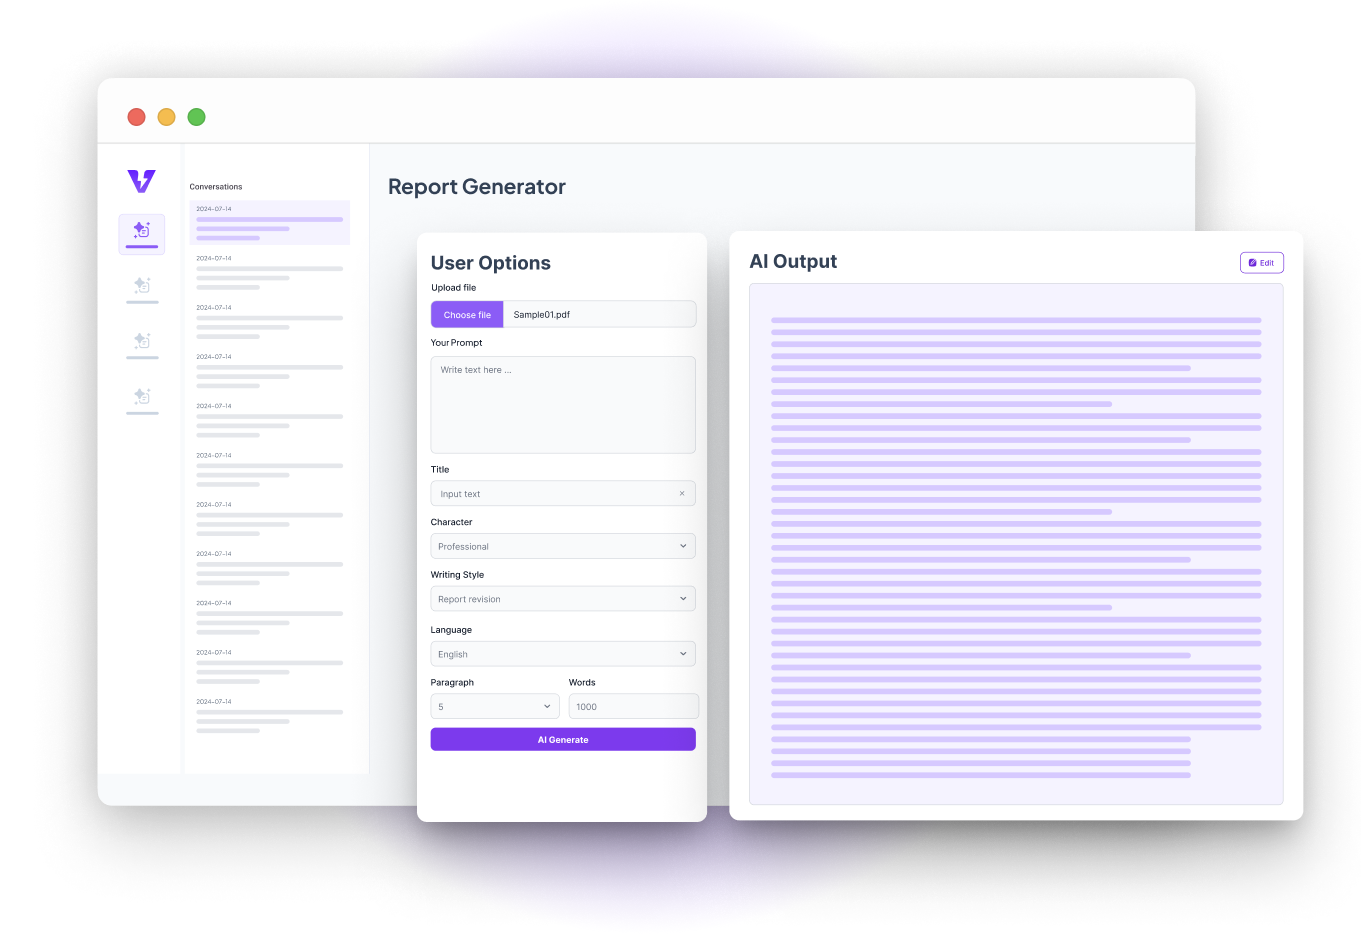 Conversations
2024-07-14
2024-07-14
2024-07-14
2024-07-14
2024-07-14
2024-07-14
2024-07-14
2024-07-14
2024-07-14
2024-07-14
2024-07-14
Report Generator
User Options
Upload file
Choose file Sample01.pdf
Your Prompt
Write text here ...
Title
Input text ×
Character
Professional
Writing Style
Report revision
Language
English
Paragraph Words
5 1000
AI Generate
AI Output
Edit